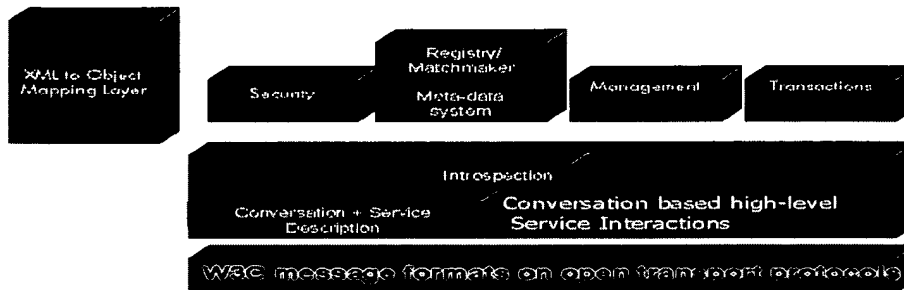 XML to Object
Mapping Layer
Security
Registry/
Matchmaker
Meta-data
system
Management
Transactions
Introspection
Conversation + Service
Description
Conversation based high-level
Service Interactions
W3C message formats on open transport protocols